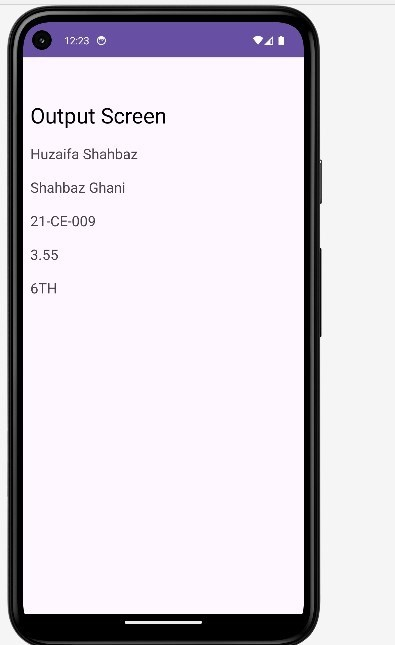 12:23
Output Screen
Huzaifa Shahbaz
Shahbaz Ghani
21-CE-009
3.55
6TH